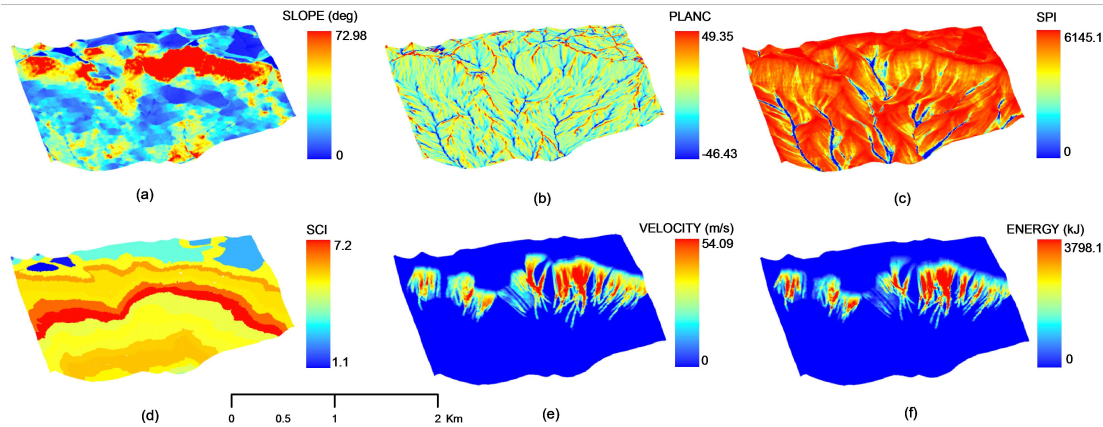 SLOPE (deg)
72.98
0
(a)
PLANC
49.35
-46.43
(b)
SPI
6145.1
0
(c)
SCI
7.2
1.1
(d)
VELOCITY (m/s)
54.09
0
(e)
ENERGY (kJ)
3798.1
0
(f)
0 0.5 1 2 Km